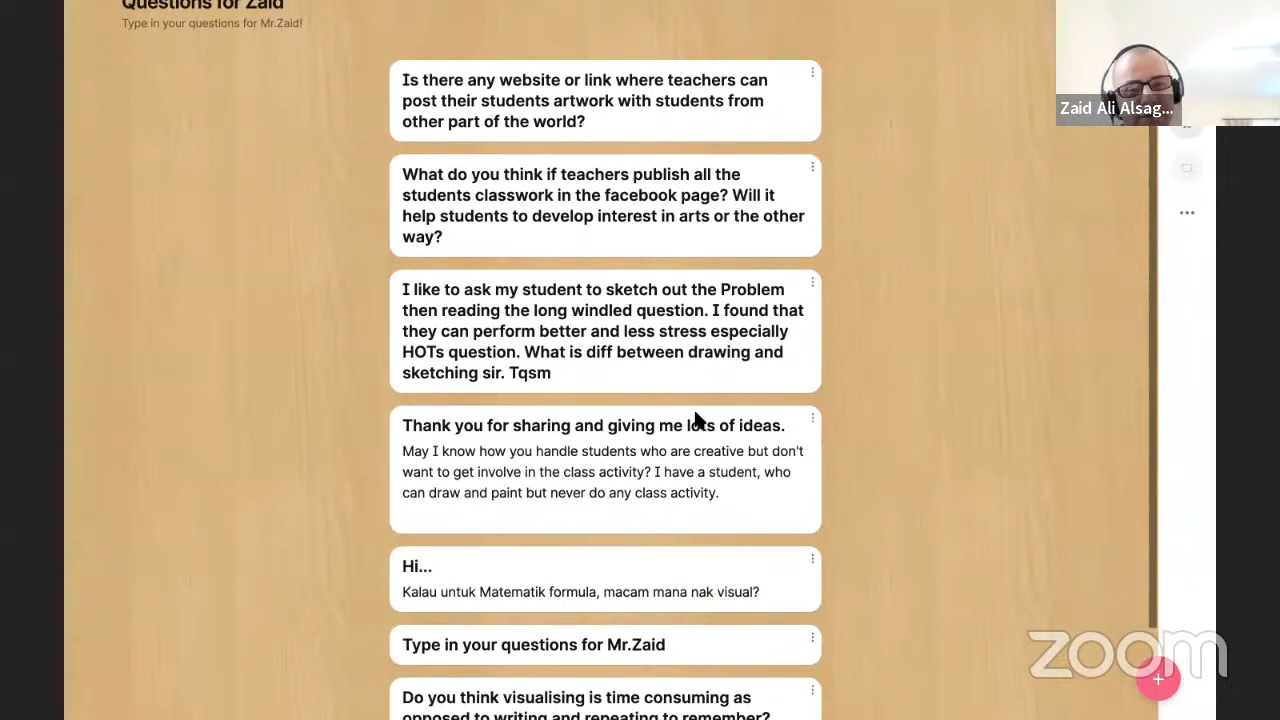 Questions for Zaid
Type in your questions for Mr.Zaid!
Zaid Ali Alsag...
Is there any website or link where teachers can
post their students artwork with students from
other part of the world?
What do you think if teachers publish all the
students classwork in the facebook page? Will it
help students to develop interest in arts or the other
way?
I like to ask my student to sketch out the Problem
then reading the long windled question. I found that
they can perform better and less stress especially
HOTs question. What is diff between drawing and
sketching sir. Tqsm
Thank you for sharing and giving me lots of ideas.
May I know how you handle students who are creative but don't
want to get involve in the class activity? I have a student, who
can draw and paint but never do any class activity.
Hi...
Kalau untuk Matematik formula, macam mana nak visual?
Type in your questions for Mr.Zaid
Do you think visualising is time consuming as
opposed to writing and repeating to remember?
zoom